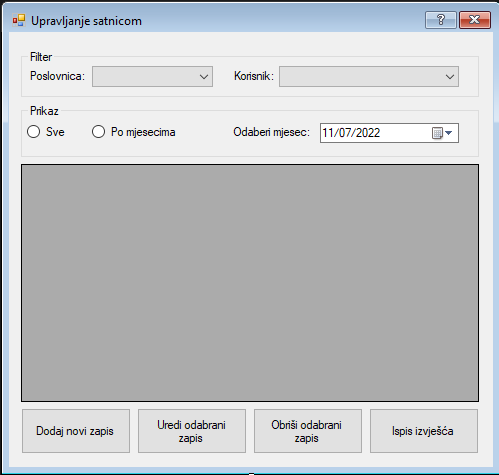 Upravljanje satnicom
?
Filter
Poslovnica:
Korisnik:
Prikaz
Sve
Po mjesecima
Odaberi mjesec:
11/07/2022
Dodaj novi zapis
Uredi odabrani
zapis
Obriši odabrani
zapis
Ispis izvješća